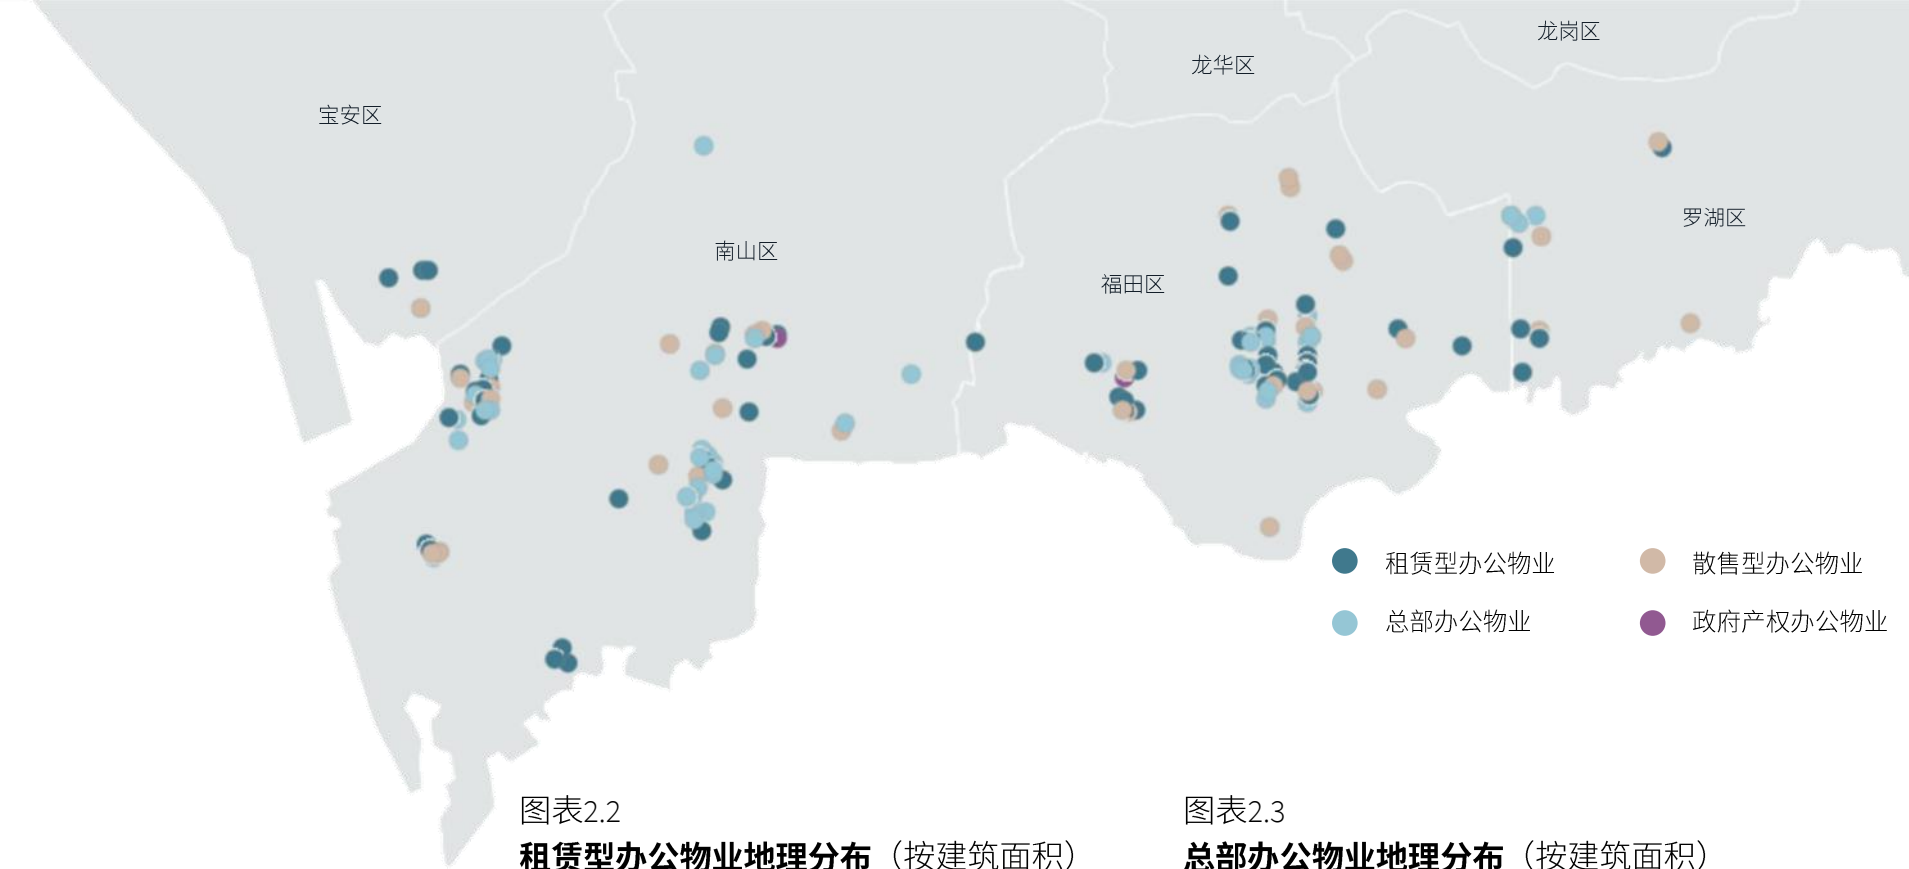 龙岗区
龙华区
宝安区
罗湖区
南山区
福田区
租赁型办公物业
散售型办公物业
总部办公物业
政府产权办公物业
图表2.2
租赁型办公物业地理分布（按建筑面积）
图表2.3
总部办公物业地理分布（按建筑面积）